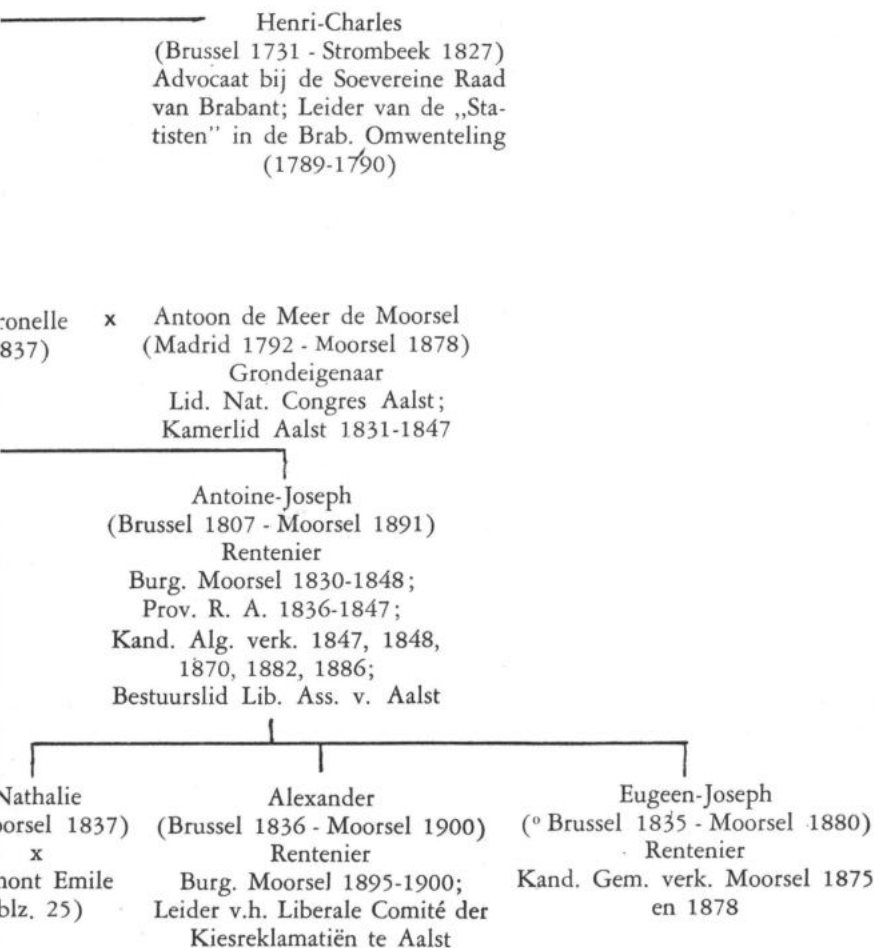 Henri-Charles
(Brussel 1731 - Strombeek 1827)
Advocaat bij de Soevereine Raad
van Brabant; Leider van de ,,Sta-
tisten'' in de Brab. Omwenteling
(1789-1790)
ronelle x Antoon de Meer de Moorsel
837) (Madrid 1792 - Moorsel 1878)
Grondeigenaar
Lid. Nat. Congres Aalst;
Kamerlid Aalst 1831-1847
Antoine-Joseph
(Brussel 1807 - Moorsel 1891)
Rentenier
Burg. Moorsel 1830-1848;
Prov. R. A. 1836-1847;
Kand. Alg. verk. 1847, 1848,
1870, 1882, 1886;
Bestuurslid Lib. Ass. v. Aalst
Nathalie
orsel 1837)
x
mont Emile
blz. 25)
Alexander
(Brussel 1836 - Moorsel 1900)
Rentenier
Burg. Moorsel 1895-1900;
Leider v.h. Liberale Comité der
Kiesreklamatiën te Aalst
Eugeen-Joseph
(º Brussel 1835 - Moorsel 1880)
Rentenier
Kand. Gem. verk. Moorsel 1875
en 1878